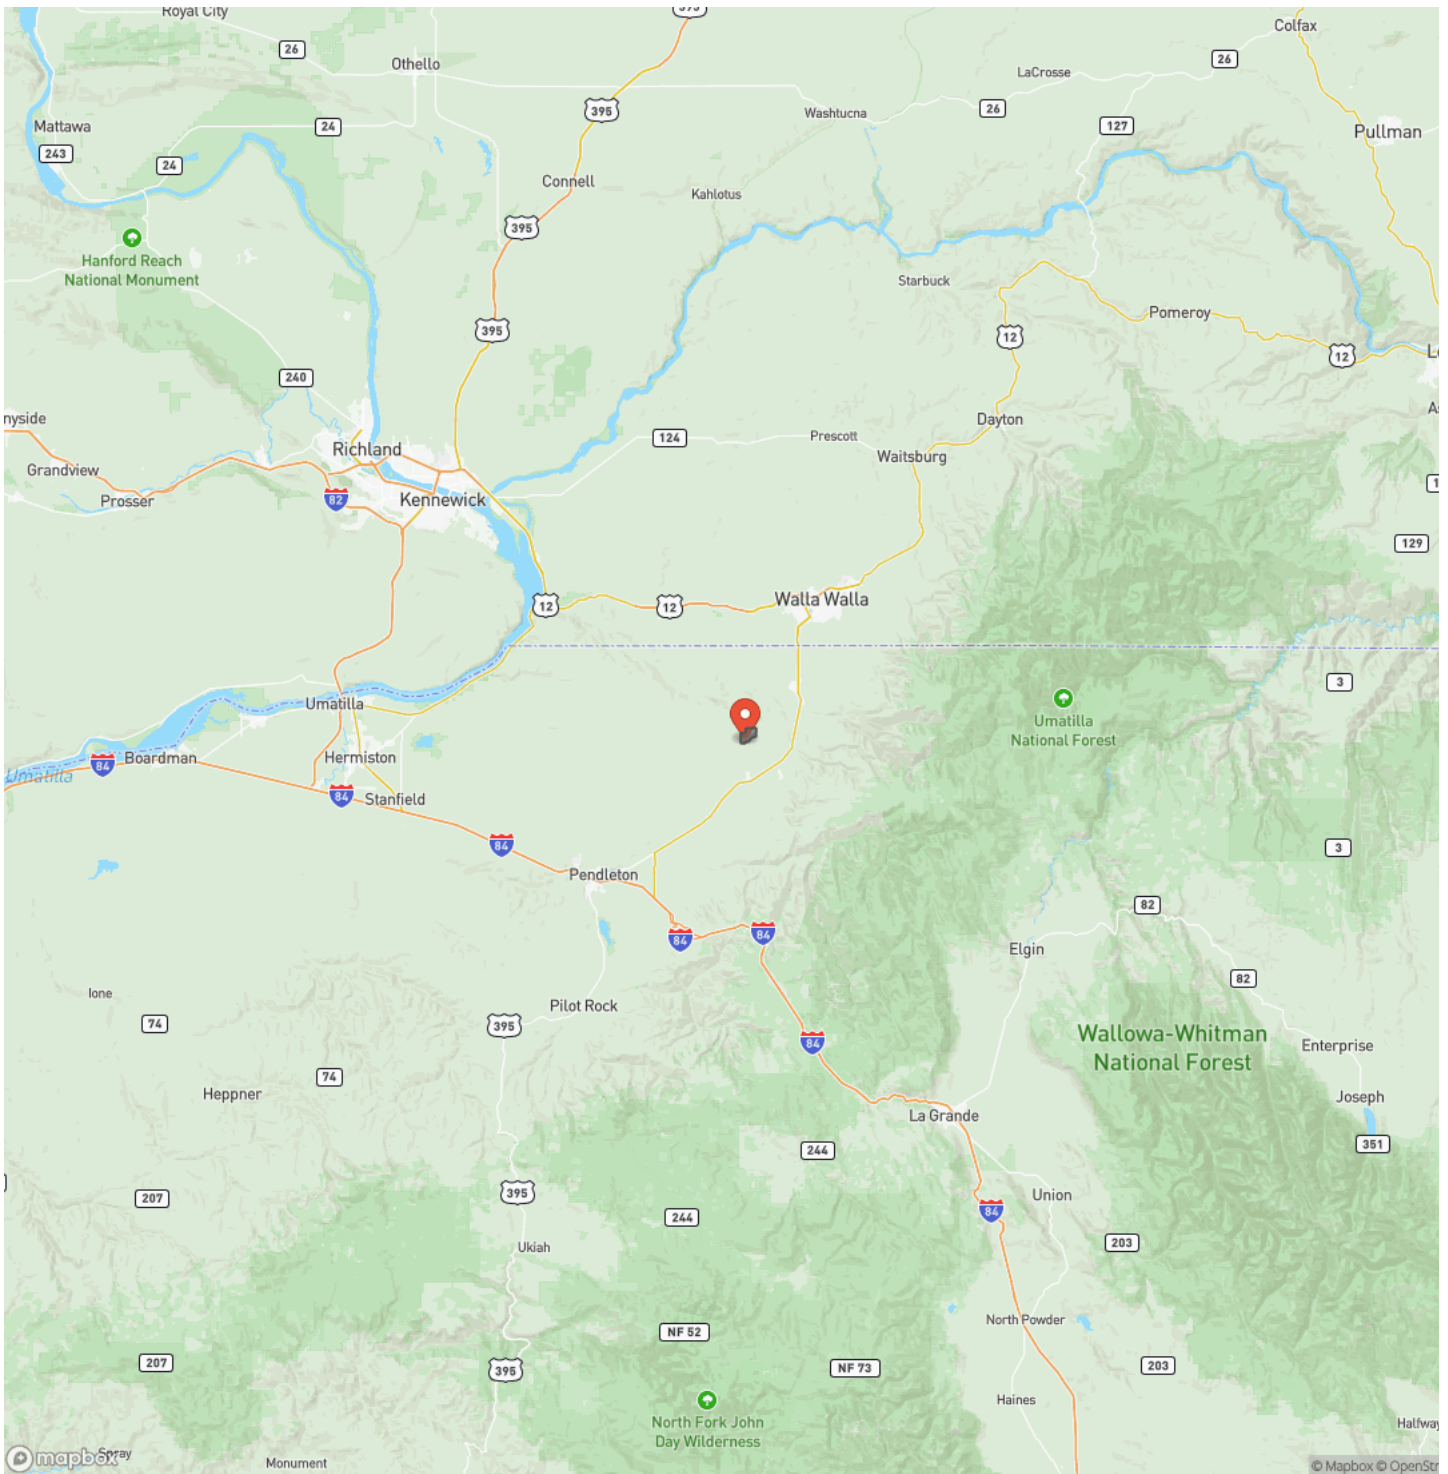 Royal City
395
Colfax
26
Othello
26
LaCrosse
395
26
Washtucna
Mattawa
24
127
Pullman
243
24
Connell
Kahlotus
395
Hanford Reach
National Monument
Starbuck
Pomeroy
395
12
12
240
nyside
Dayton
124
Prescott
Richland
Waitsburg
Grandview
Prosser
82
Kennewick
129
12
12
Walla Walla
3
Umatilla
Umatilla
National Forest
Boardman
Hermiston
84
Umatilla
84
Stanfield
84
3
Pendleton
82
84
84
Elgin
82
Ione
Pilot Rock
74
395
84
Wallowa-Whitman
National Forest
Enterprise
74
Heppner
Joseph
La Grande
351
244
207
395
Union
244
84
203
Ukiah
North Powder
NF 52
207
395
NF 73
203
Haines
North Fork John
Day Wilderness
Halfway
mapbox
Spray
Monument
© Mapbox © OpenStr